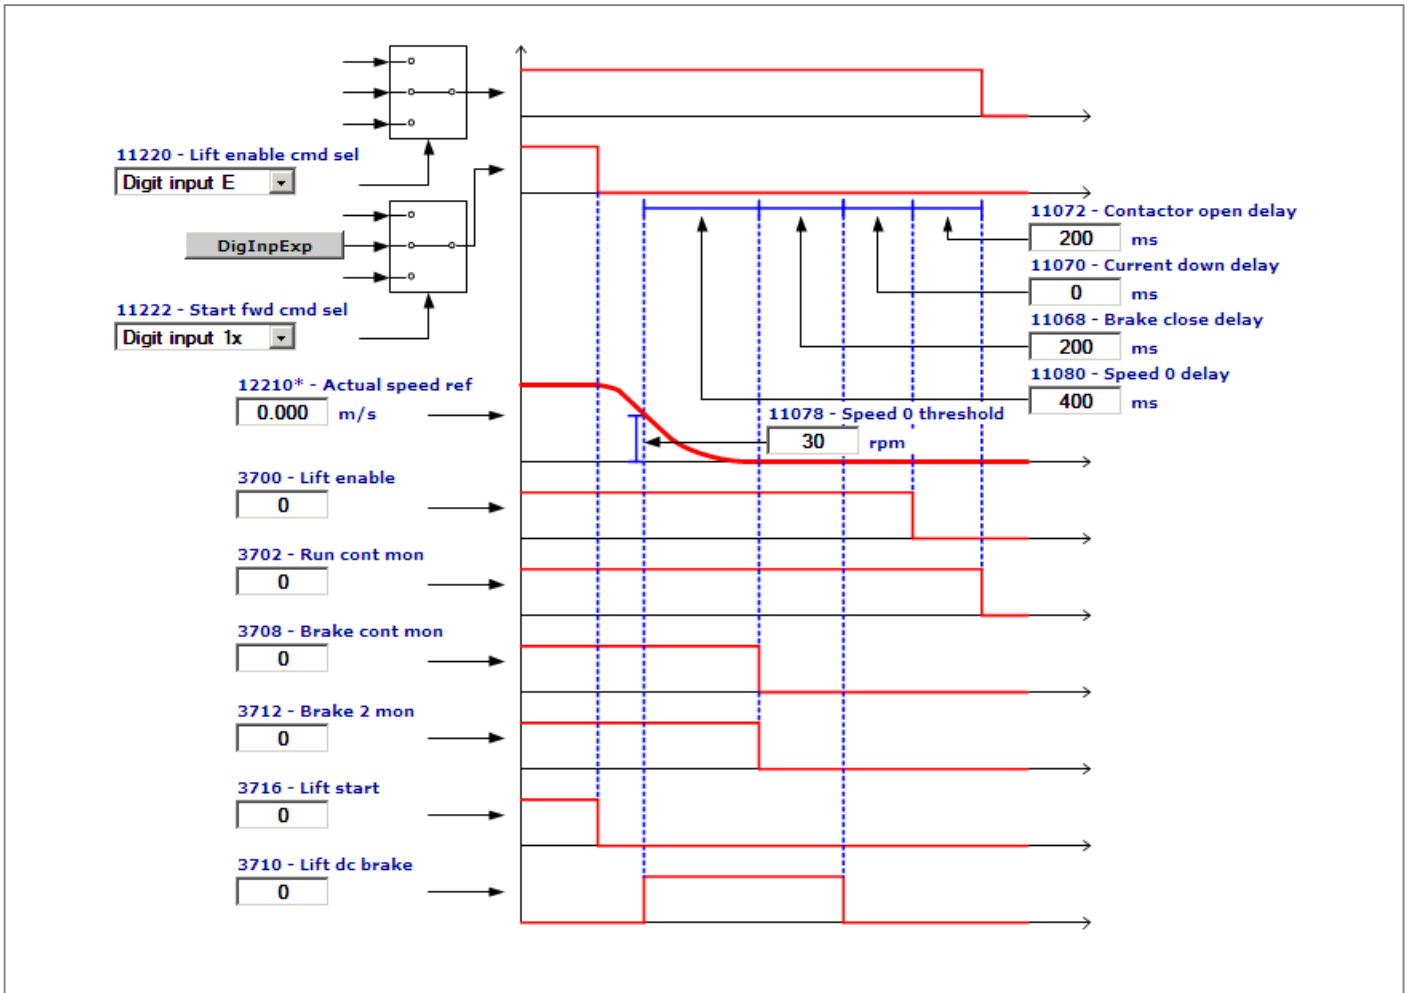 11220 - Lift enable cmd sel
Digit input E
DigInpExp
11222 - Start fwd cmd sel
Digit input 1x
11072 - Contactor open delay
200 ms
11070 - Current down delay
0 ms
11068 - Brake close delay
200 ms
11080 - Speed 0 delay
400 ms
12210* - Actual speed ref
0.000 m/s
11078 - Speed 0 threshold
30 rpm
3700 - Lift enable
0
3702 - Run cont mon
0
3708 - Brake cont mon
0
3712 - Brake 2 mon
0
3716 - Lift start
0
3710 - Lift dc brake
0